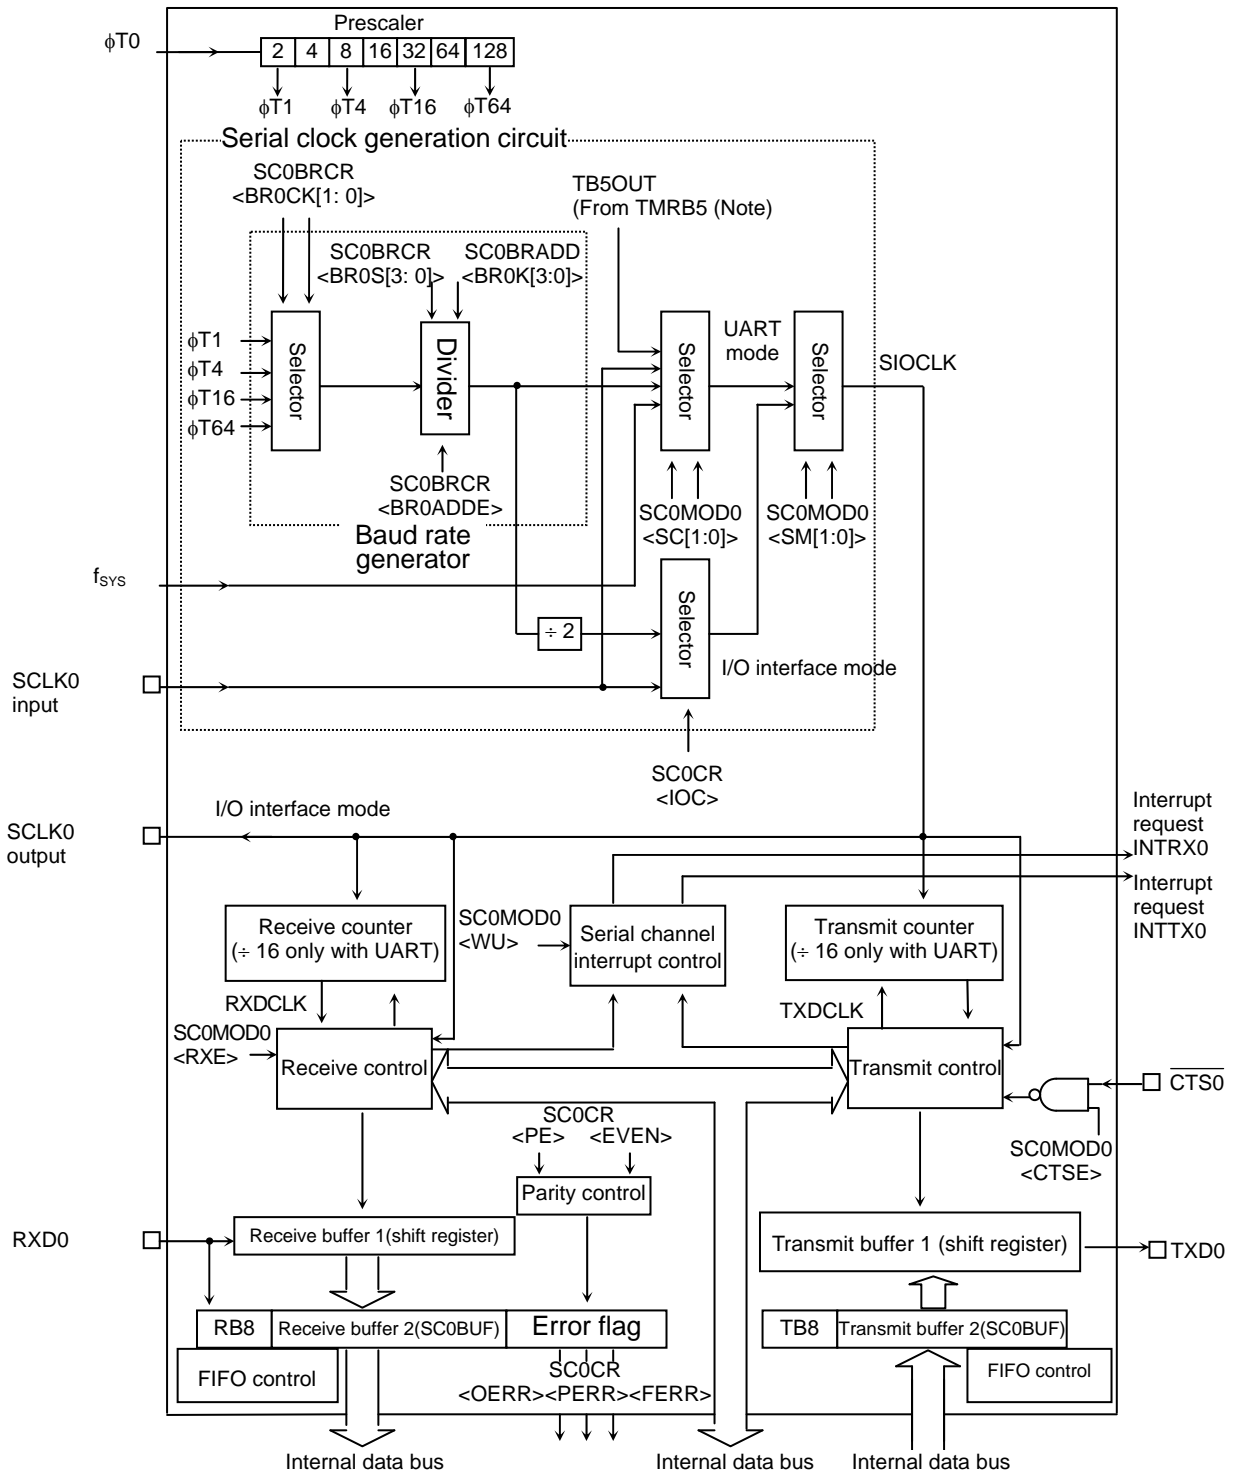 Prescaler
φT0
2 4 8 16 32 64 128
φT1 φT4 φT16 φT64
Serial clock generation circuit
SC0BRCR
<BR0CK[1: 0]>
TB5OUT
(From TMRB5 (Note)
SC0BRCR
<BR0S[3: 0]>
SC0BRADD
<BR0K[3:0]>
φT1
φT4
φT16
φT64
Selector
Divider
Selector
UART
mode
Selector
SIOCLK
SC0BRCR
<BR0ADDE>
Baud rate
generator
SC0MOD0
<SC[1:0]>
SC0MOD0
<SM[1:0]>
fSYS
÷ 2
Selector
I/O interface mode
SCLK0
input
SC0CR
<IOC>
I/O interface mode
SCLK0
output
Interrupt
request
INTRX0
Interrupt
request
INTTX0
Receive counter
(÷ 16 only with UART)
SC0MOD0
<WU>
Serial channel
interrupt control
Transmit counter
(÷ 16 only with UART)
RXDCLK
TXDCLK
SC0MOD0
<RXE>
Receive control
Transmit control
CTS0
SC0MOD0
<CTSE>
SC0CR
<PE> <EVEN>
Parity control
RXD0
Receive buffer 1(shift register)
Transmit buffer 1 (shift register)
TXD0
RB8
Receive buffer 2(SC0BUF)
Error flag
TB8
Transmit buffer 2(SC0BUF)
FIFO control
SC0CR
<OERR><PERR><FERR>
FIFO control
Internal data bus
Internal data bus
Internal data bus